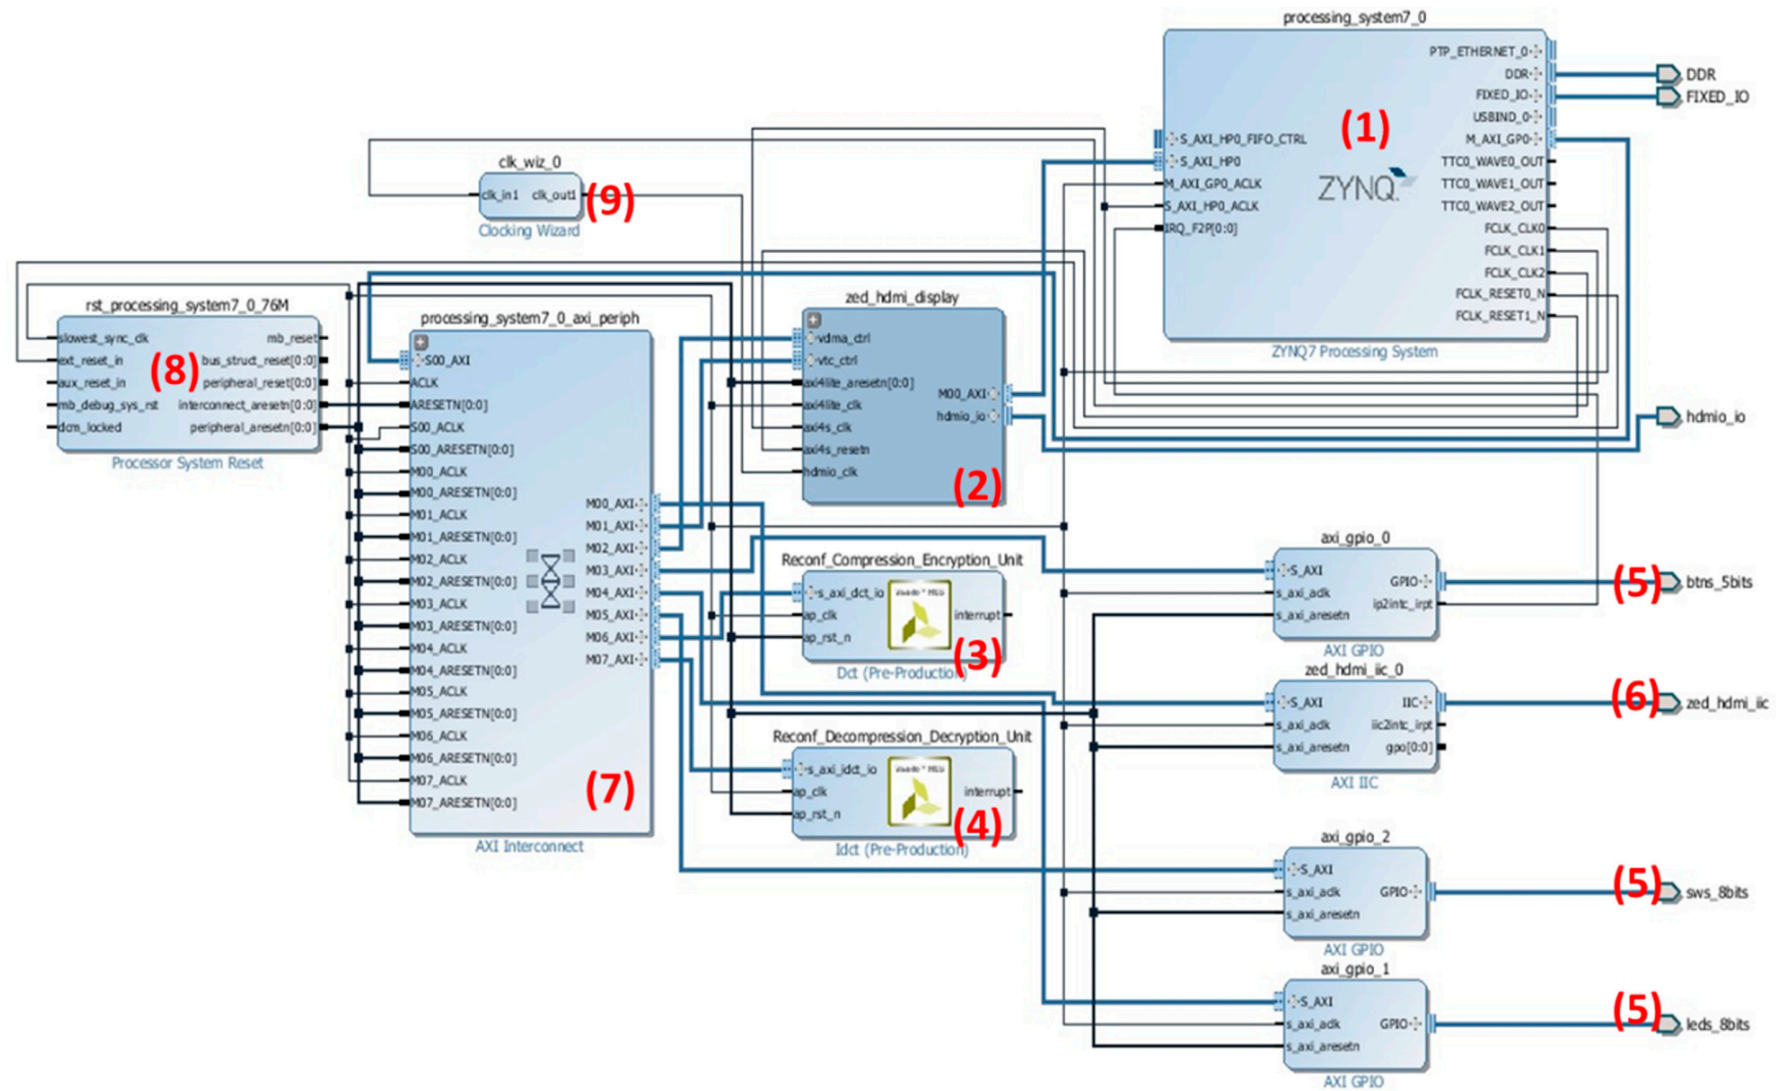 processing_system7_0
PTP_ETHERNET_0
DDR
FIXED_IO
USBIND_0
M_AXI_GP0
TTC0_WAVE0_OUT
TTC0_WAVE1_OUT
TTC0_WAVE2_OUT
FCLK_CLK0
FCLK_CLK1
FCLK_CLK2
FCLK_RESET0_N
FCLK_RESET1_N
S_AXI_HP0_FIFO_CTRL
S_AXI_HP0
M_AXI_GP0_ACLK
S_AXI_HP0_ACLK
IRQ_F2P[0:0]
(1)
ZYNQ
ZYNQ7 Processing System
DDR
FIXED_IO
hdmio_io
clk_wiz_0
clk_in1 clk_out1
(9)
Clocking Wizard
rst_processing_system7_0_76M
slowest_sync_clk
ext_reset_in
aux_reset_in
mb_debug_sys_rst
dcm_locked
mb_reset
bus_struct_reset[0:0]
peripheral_reset[0:0]
interconnect_aresetn[0:0]
peripheral_aresetn[0:0]
(8)
Processor System Reset
processing_system7_0_axi_periph
S00_AXI
ACLK
ARESETN[0:0]
S00_ACLK
S00_ARESETN[0:0]
M00_ACLK
M00_ARESETN[0:0]
M01_ACLK
M01_ARESETN[0:0]
M02_ACLK
M02_ARESETN[0:0]
M03_ACLK
M03_ARESETN[0:0]
M04_ACLK
M04_ARESETN[0:0]
M05_ACLK
M05_ARESETN[0:0]
M06_ACLK
M06_ARESETN[0:0]
M07_ACLK
M07_ARESETN[0:0]
M00_AXI
M01_AXI
M02_AXI
M03_AXI
M04_AXI
M05_AXI
M06_AXI
M07_AXI
(7)
AXI Interconnect
zed_hdmi_display
vdma_ctrl
vtc_ctrl
axi4lite_aresetn[0:0]
axi4lite_clk
axi4s_clk
axi4s_resetn
hdmio_clk
M00_AXI
hdmio_io
(2)
Reconf_Compression_Encryption_Unit
s_axi_dct_io
ap_clk
ap_rst_n
interrupt
(3)
Dct (Pre-Production)
Reconf_Decompression_Decryption_Unit
s_axi_idct_io
ap_clk
ap_rst_n
interrupt
(4)
Idct (Pre-Production)
axi_gpio_0
S_AXI
s_axi_aclk
s_axi_aresetn
GPIO
ip2intc_irpt
AXI GPIO
(5)
btns_5bits
zed_hdmi_iic_0
S_AXI
s_axi_aclk
s_axi_aresetn
IIC
iic2intc_irpt
gpo[0:0]
AXI IIC
(6)
zed_hdmi_iic
axi_gpio_2
S_AXI
s_axi_aclk
s_axi_aresetn
GPIO
AXI GPIO
(5)
sws_8bits
axi_gpio_1
S_AXI
s_axi_aclk
s_axi_aresetn
GPIO
AXI GPIO
(5)
leds_8bits